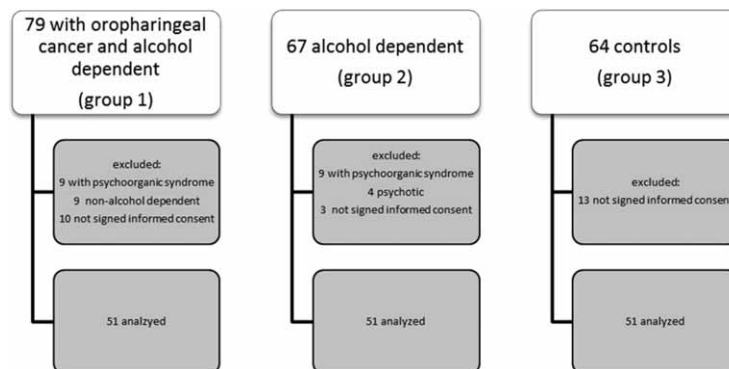 79 with oropharingeal
cancer and alcohol
dependent
(group 1)
excluded:
9 with psychoorganic syndrome
9 non-alcohol dependent
10 not signed informed consent
51 analzyed
67 alcohol dependent
(group 2)
excluded:
9 with psychoorganic syndrome
4 psychotic
3 not signed informed consent
51 analyzed
64 controls
(group 3)
excluded:
13 not signed informed consent
51 analyzed